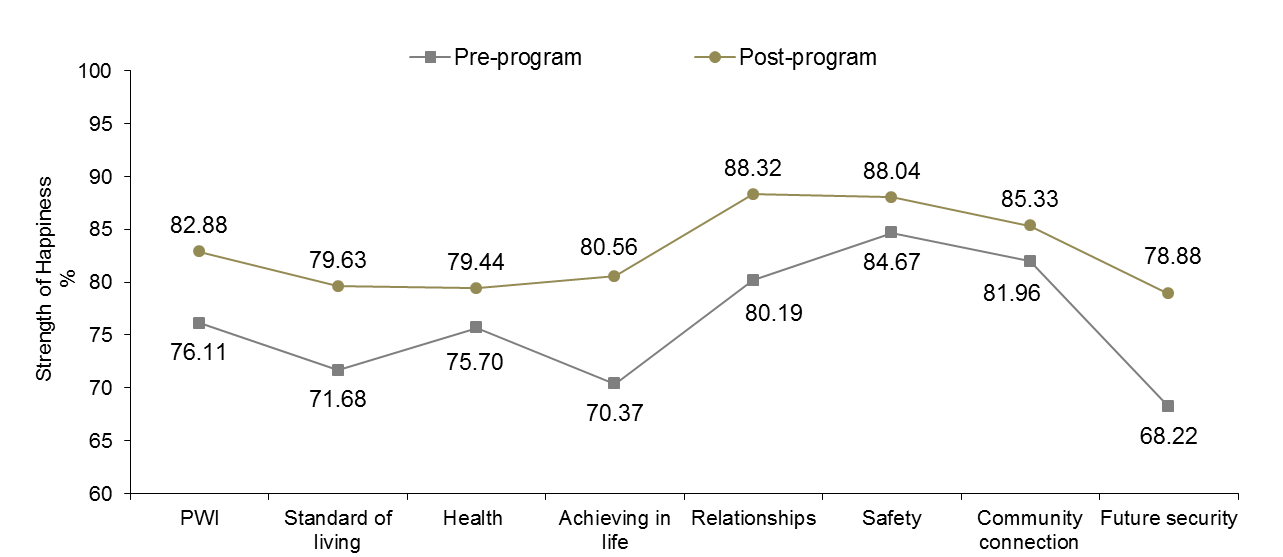 Pre-program
Post-program
Strength of Happiness
%
100
95
90
85
80
75
70
65
60
82.88
79.63
79.44
80.56
88.32
88.04
85.33
78.88
76.11
71.68
75.70
70.37
80.19
84.67
81.96
68.22
PWI
Standard of
living
Health
Achieving in
life
Relationships
Safety
Community
connection
Future security